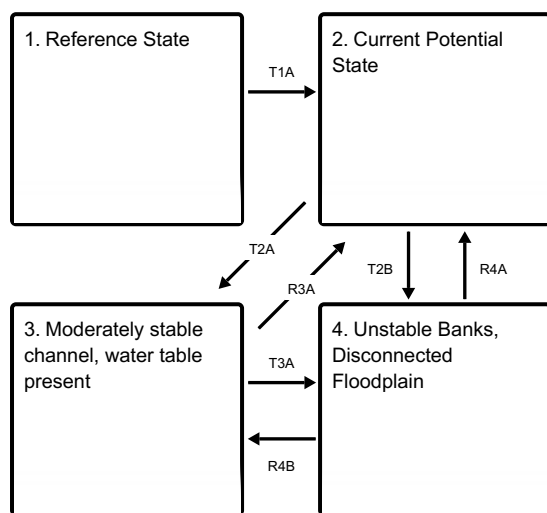 1. Reference State
2. Current Potential
State
T1A
T2A
R3A
T2B
R4A
3. Moderately stable
channel, water table
present
4. Unstable Banks,
Disconnected
Floodplain
T3A
R4B